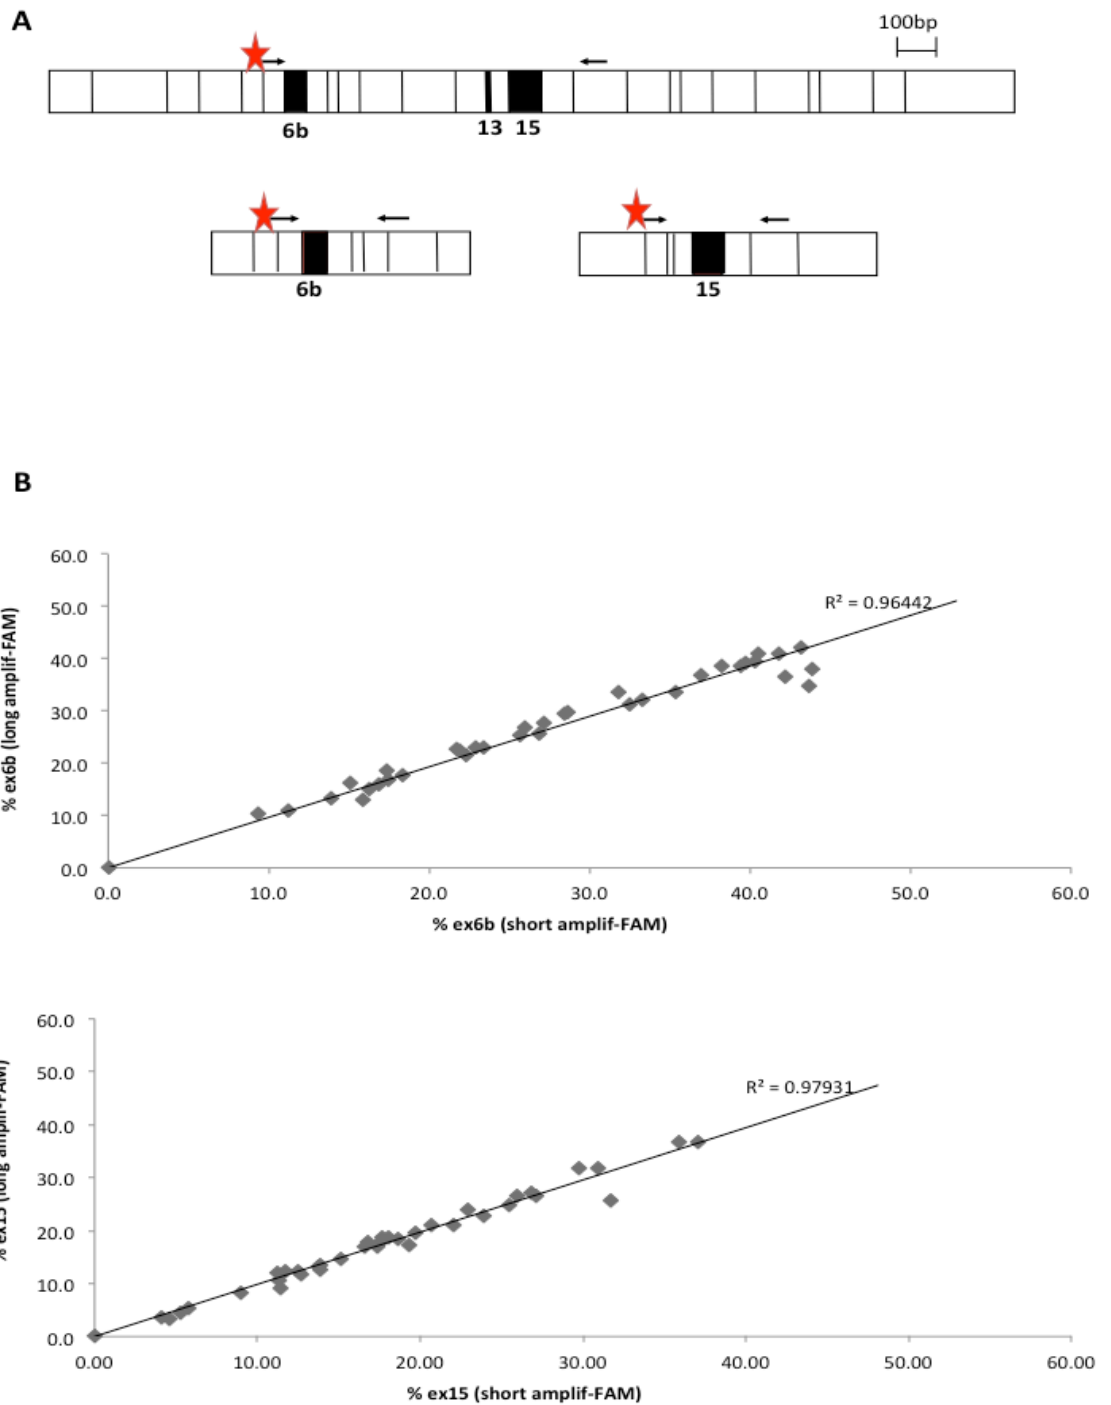 A
100bp
6b
13 15
6b
15
B
60.0
50.0
40.0
30.0
20.0
10.0
0.0
% ex6b (long amplif-FAM)
R² = 0.96442
0.0 10.0 20.0 30.0 40.0 50.0 60.0
% ex6b (short amplif-FAM)
60.0
50.0
40.0
30.0
20.0
10.0
0.0
% ex15 (long amplif-FAM)
R² = 0.97931
0.00 10.00 20.00 30.00 40.00 50.00 60.00
% ex15 (short amplif-FAM)